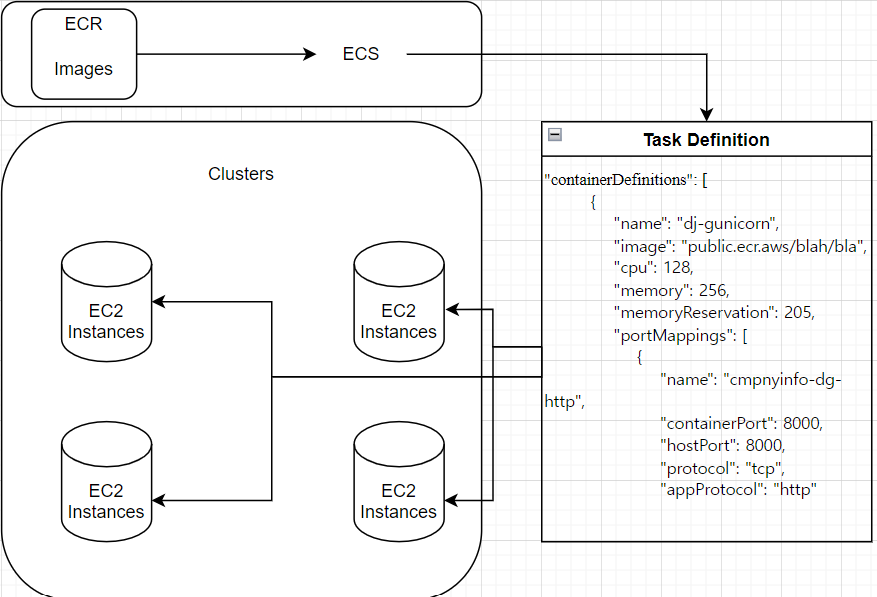 ECR
Images
ECS
Task Definition
"containerDefinitions": [
{
"name": "dj-gunicorn",
"image": "public.ecr.aws/blah/bla",
"cpu": 128,
"memory": 256,
"memoryReservation": 205,
"portMappings": [
{
"name": "cmpnyinfo-dg-
http",
"containerPort": 8000,
"hostPort": 8000,
"protocol": "tcp",
"appProtocol": "http"
Clusters
EC2
Instances
EC2
Instances
EC2
Instances
EC2
Instances